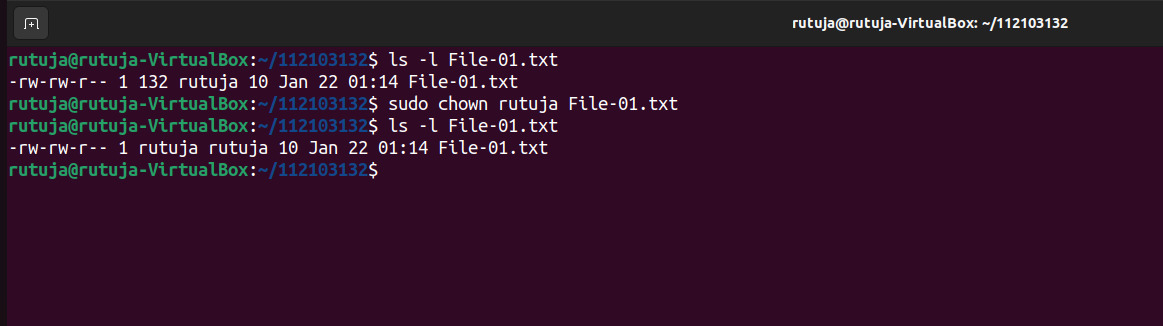 rutuja@rutuja-VirtualBox: ~/112103132
rutuja@rutuja-VirtualBox:~/112103132$ ls -l File-01.txt
-rw-rw-r-- 1 132 rutuja 10 Jan 22 01:14 File-01.txt
rutuja@rutuja-VirtualBox:~/112103132$ sudo chown rutuja File-01.txt
rutuja@rutuja-VirtualBox:~/112103132$ ls -l File-01.txt
-rw-rw-r-- 1 rutuja rutuja 10 Jan 22 01:14 File-01.txt
rutuja@rutuja-VirtualBox:~/112103132$